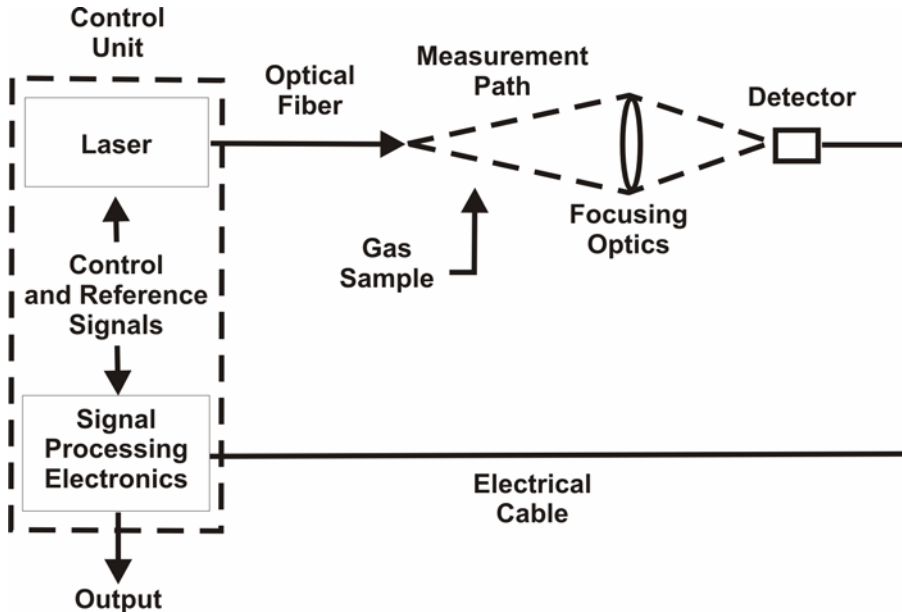 Control
Unit
Laser
Control
and Reference
Signals
Signal
Processing
Electronics
Output
Optical
Fiber
Measurement
Path
Gas
Sample
Focusing
Optics
Detector
Electrical
Cable